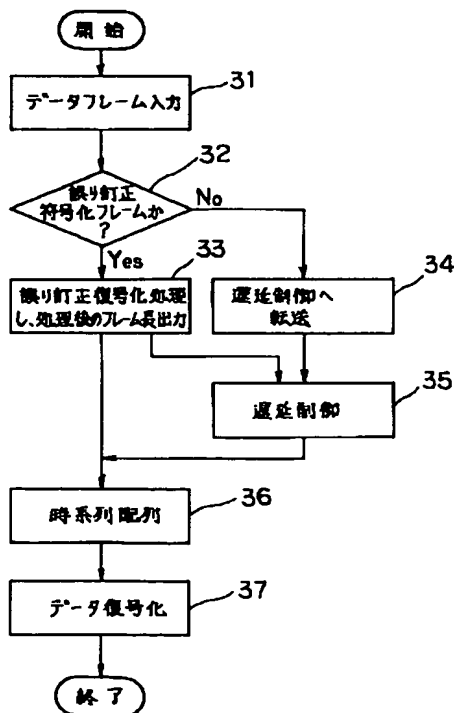 開始
データフレーム入力
31
32
誤り訂正
符号化フレームか
?
No
Yes
33
誤り訂正復号化処理
し、処理後のフレーム長出力
遅延制御へ
転送
34
遅延制御
35
時系列配列
36
データ復号化
37
終了